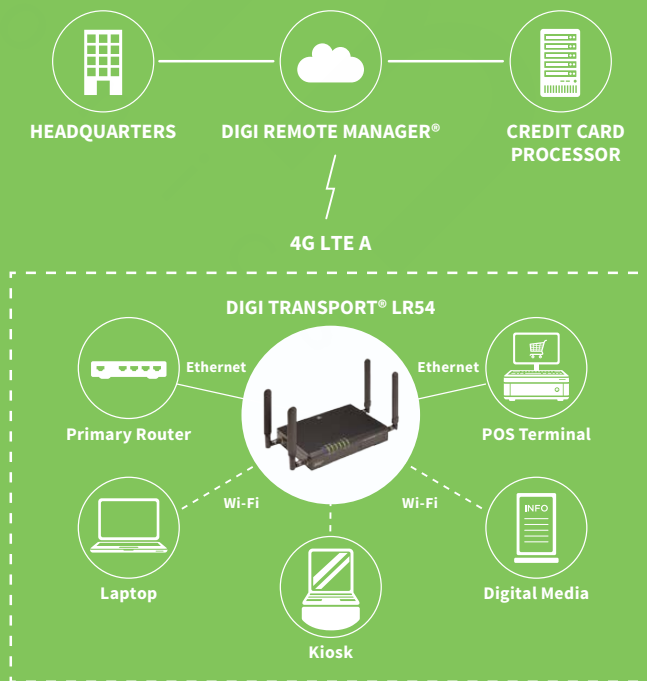 HEADQUARTERS
DIGI REMOTE MANAGER®
CREDIT CARD
PROCESSOR
4G LTE A
DIGI TRANSPORT® LR54
Ethernet
Ethernet
Primary Router
POS Terminal
Wi-Fi
Wi-Fi
INFO
Laptop
Digital Media
Kiosk